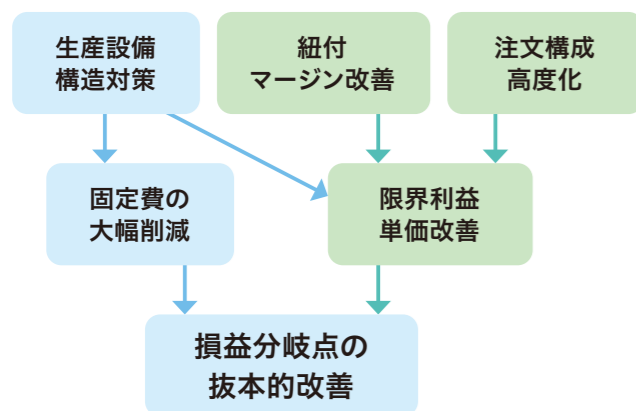 生産設備
構造対策
紐付
マージン改善
注文構成
高度化
固定費の
大幅削減
限界利益
単価改善
損益分岐点の
抜本的改善